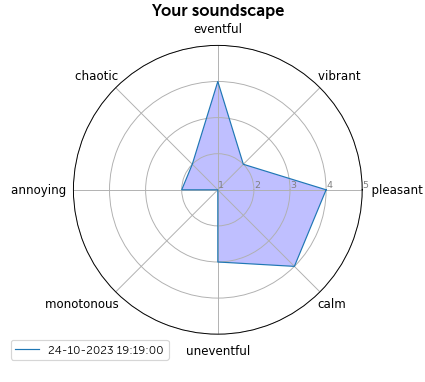 Your soundscape
eventful
chaotic
vibrant
annoying
1 2 3 4 5
pleasant
monotonous
calm
24-10-2023 19:19:00
uneventful